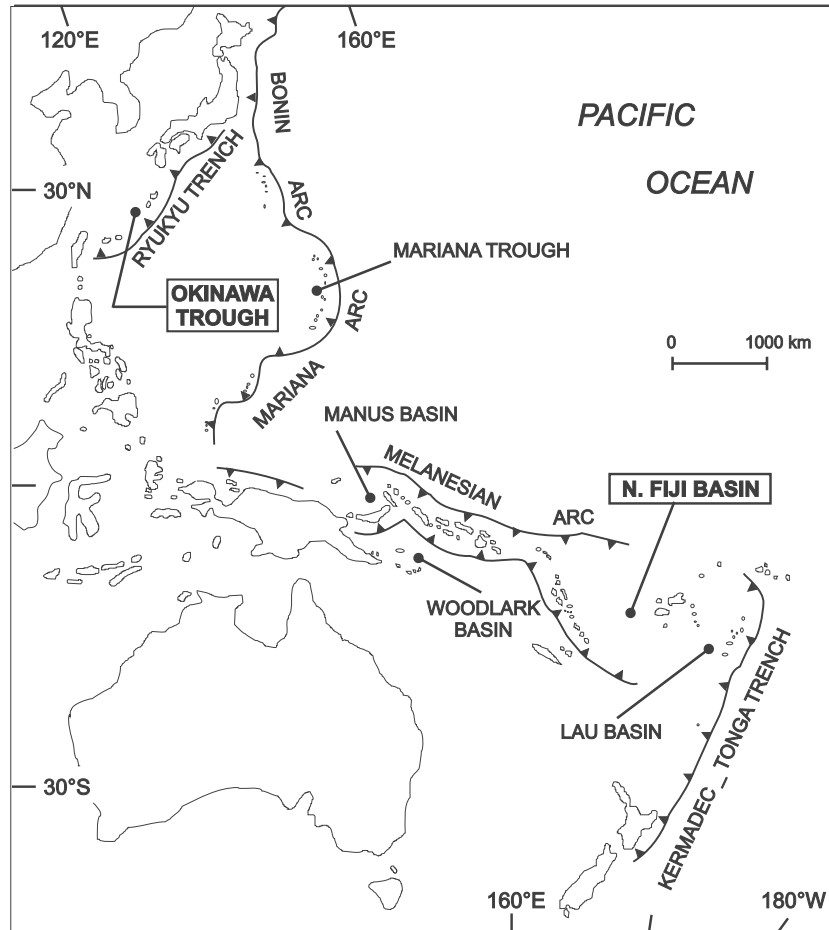 120°E
160°E
BONIN
PACIFIC
OCEAN
30°N
RYUKYU TRENCH
ARC
MARIANA TROUGH
OKINAWA
TROUGH
ARC
0 1000 km
MARIANA
MANUS BASIN
MELANESIAN
ARC
N. FIJI BASIN
WOODLARK
BASIN
LAU BASIN
KERMADEC _ TONGA TRENCH
30°S
160°E
180°W